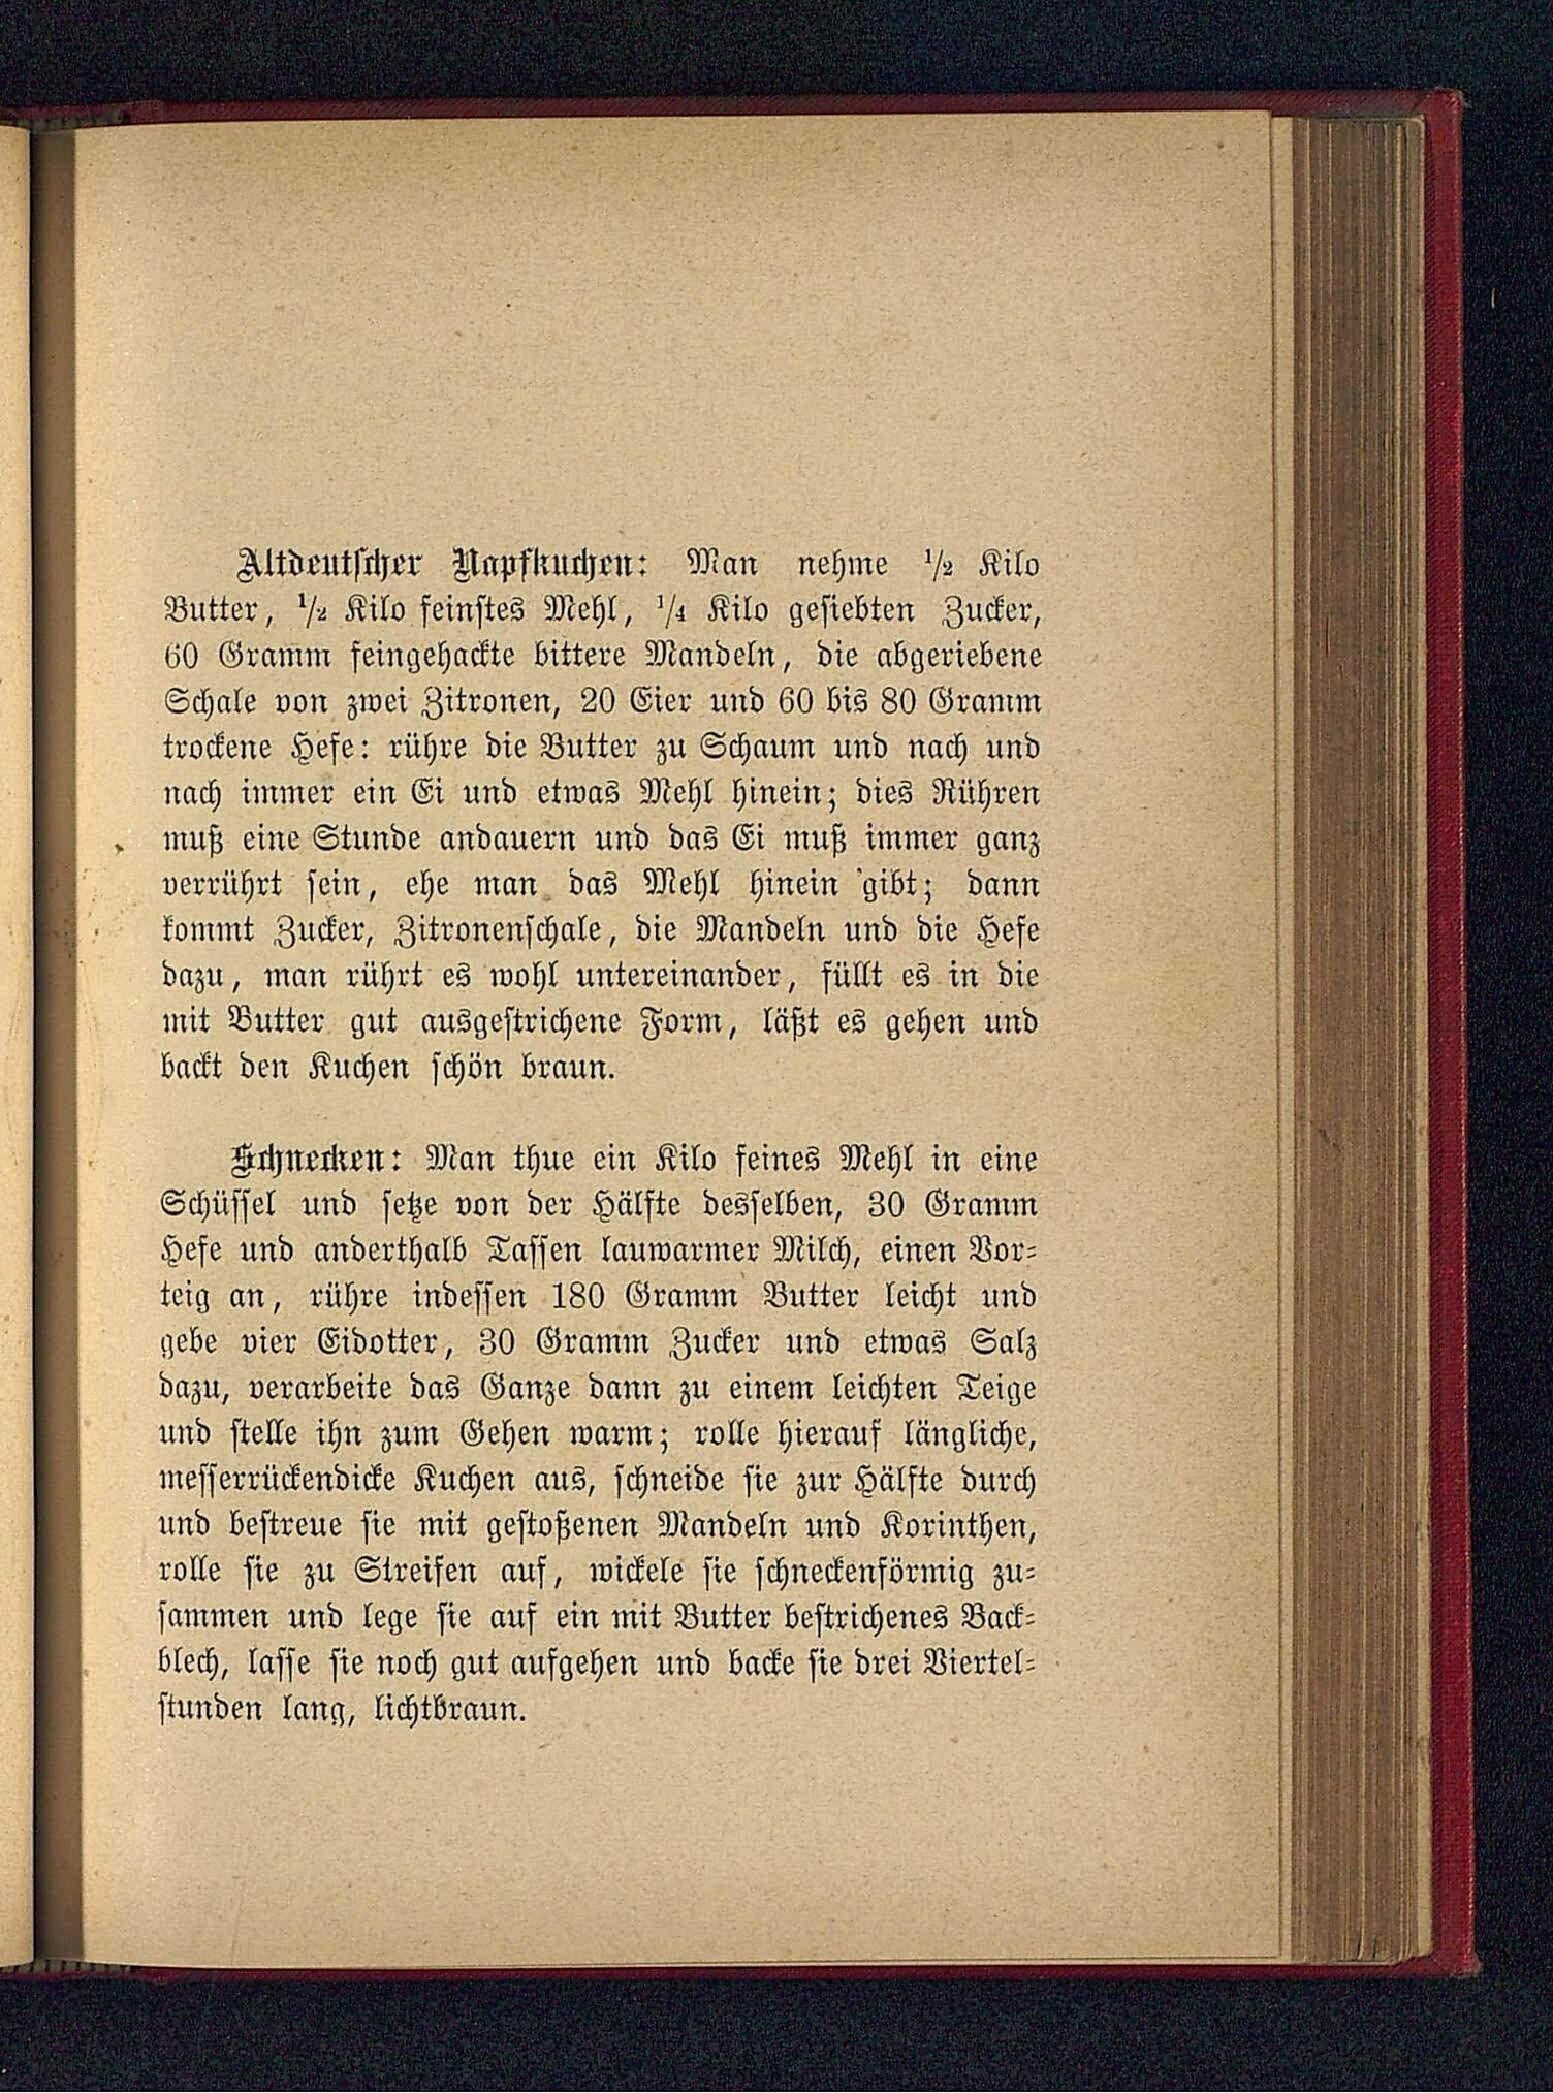 Altdeutscher Napfkuchen: Man nehme ½ Kilo
Butter, ½ Kilo feinstes Mehl, ¼ Kilo gesiebten Zucker,
60 Gramm feingehackte bittere Mandeln, die abgeriebene
Schale von zwei Zitronen, 20 Eier und 60 bis 80 Gramm
trockene Hefe: rühre die Butter zu Schaum und nach und
nach immer ein Ei und etwas Mehl hinein; dies Rühren
muß eine Stunde andauern und das Ei muß immer ganz
verrührt sein, ehe man das Mehl hinein gibt; dann
kommt Zucker, Zitronenschale, die Mandeln und die Hefe
dazu, man rührt es wohl untereinander, füllt es in die
mit Butter gut ausgestrichene Form, läßt es gehen und
backt den Kuchen schön braun.
Schnecken: Man thue ein Kilo feines Mehl in eine
Schüssel und setze von der Hälfte desselben, 30 Gramm
Hefe und anderthalb Tassen lauwarmer Milch, einen Vor-
teig an, rühre indessen 180 Gramm Butter leicht und
gebe vier Eidotter, 30 Gramm Zucker und etwas Salz
dazu, verarbeite das Ganze dann zu einem leichten Teige
und stelle ihn zum Gehen warm; rolle hierauf längliche,
messerrückendicke Kuchen aus, schneide sie zur Hälfte durch
und bestreue sie mit gestoßenen Mandeln und Korinthen,
rolle sie zu Streifen auf, wickele sie schneckenförmig zu-
sammen und lege sie auf ein mit Butter bestrichenes Back-
blech, lasse sie noch gut aufgehen und backe sie drei Viertel-
stunden lang, lichtbraun.